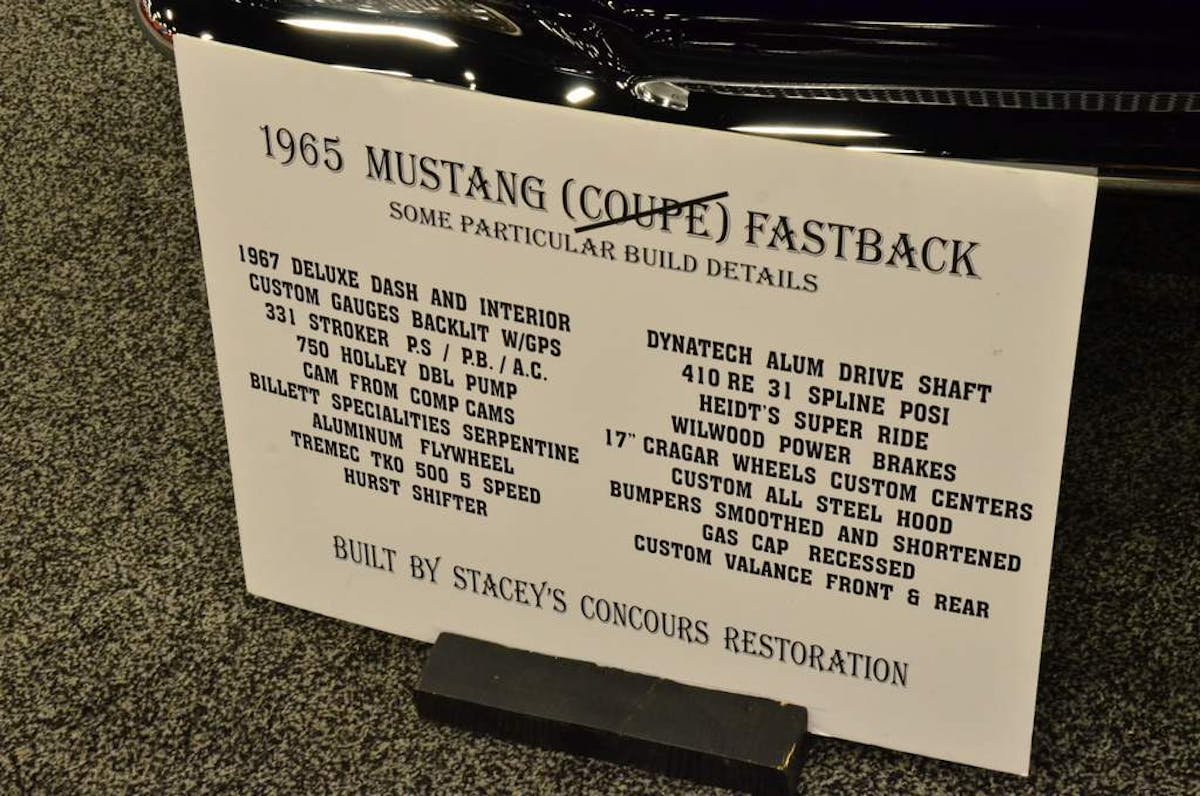 1965 MUSTANG (COUPE) FASTBACK
SOME PARTICULAR BUILD DETAILS
1967 DELUXE DASH AND INTERIOR
CUSTOM GAUGES BACKLIT W/GPS
331 STROKER P.S / P.B. / A.C.
750 HOLLEY DBL PUMP
CAM FROM COMP CAMS
BILLETT SPECIALITIES SERPENTINE
ALUMINUM FLYWHEEL
TREMEC TKO 500 5 SPEED
HURST SHIFTER
DYNATECH ALUM DRIVE SHAFT
410 RE 31 SPLINE POSI
HEIDT'S SUPER RIDE
WILWOOD POWER BRAKES
17" CRAGAR WHEELS CUSTOM CENTERS
CUSTOM ALL STEEL HOOD
BUMPERS SMOOTHED AND SHORTENED
GAS CAP RECESSED
CUSTOM VALANCE FRONT & REAR
BUILT BY STACEY'S CONCOURS RESTORATION